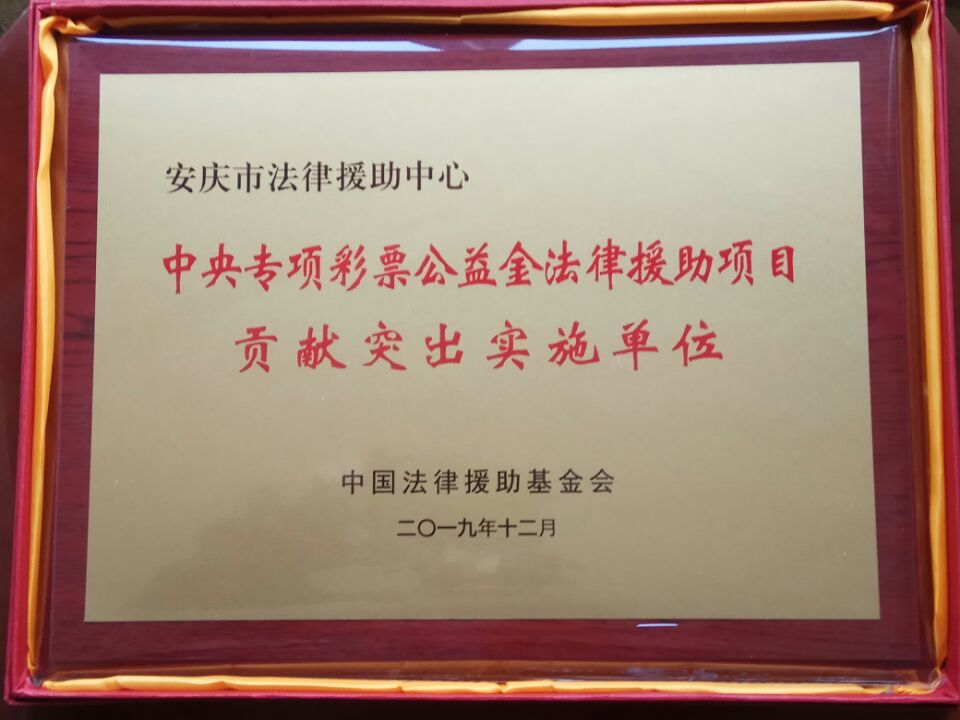 安庆市法律援助中心
中央专项彩票公益金法律援助项目
贡献突出实施单位
中国法律援助基金会
二〇一九年十二月